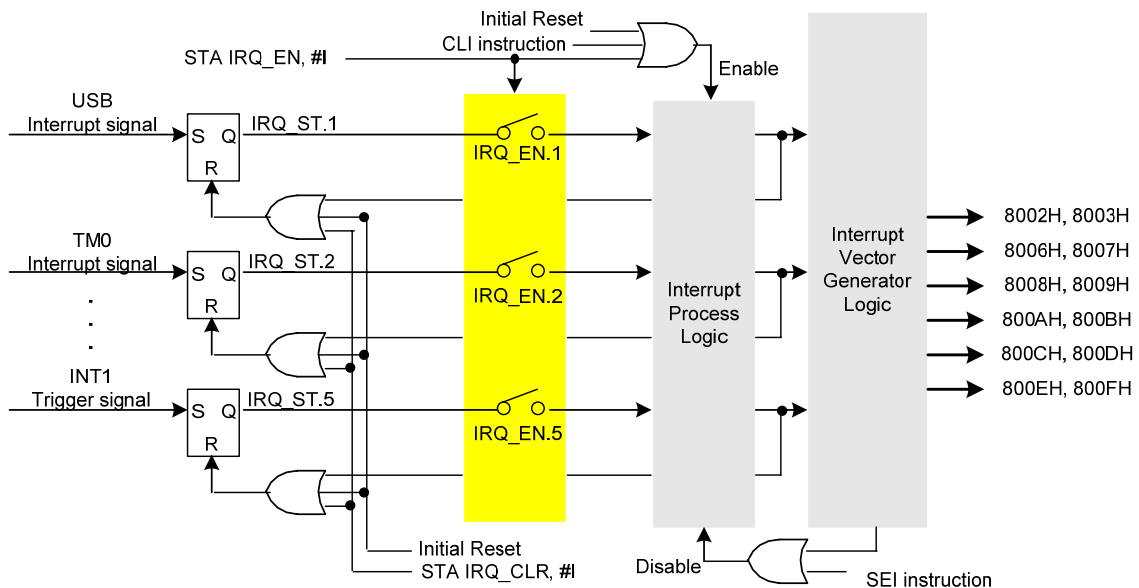 Initial Reset
CLI instruction
STA IRQ_EN, #I
Enable
USB
Interrupt signal
S Q
R
IRQ_ST.1
IRQ_EN.1
TM0
Interrupt signal
S Q
R
IRQ_ST.2
IRQ_EN.2
.
.
.
INT1
Trigger signal
S Q
R
IRQ_ST.5
IRQ_EN.5
Interrupt
Process
Logic
Interrupt
Vector
Generator
Logic
8002H, 8003H
8006H, 8007H
8008H, 8009H
800AH, 800BH
800CH, 800DH
800EH, 800FH
Initial Reset
STA IRQ_CLR, #I
Disable
SEI instruction